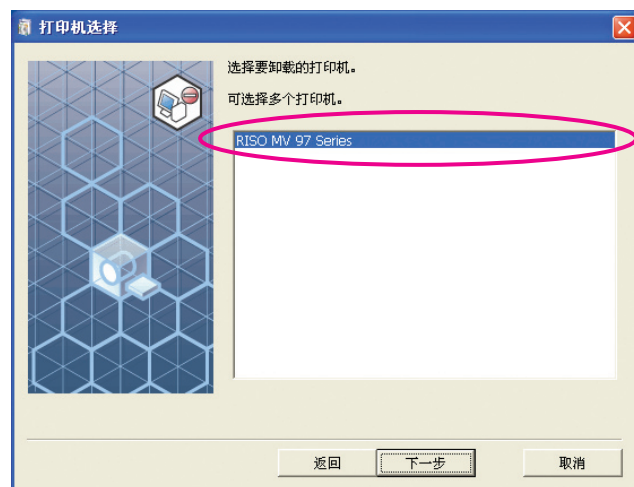 打印机选择
选择要卸载的打印机。
可选择多个打印机。
RISO MV 97 Series
返回
下一步
取消